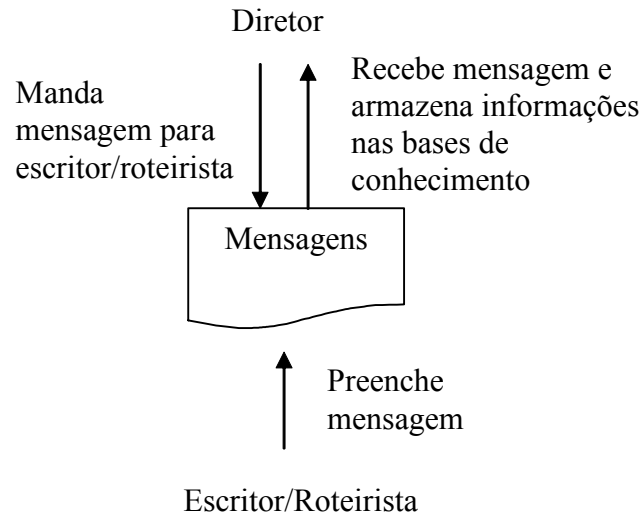 Diretor
Manda
mensagem para
escritor/roteirista
Recebe mensagem e
armazena informações
nas bases de
conhecimento
Mensagens
Preenche
mensagem
Escritor/Roteirista